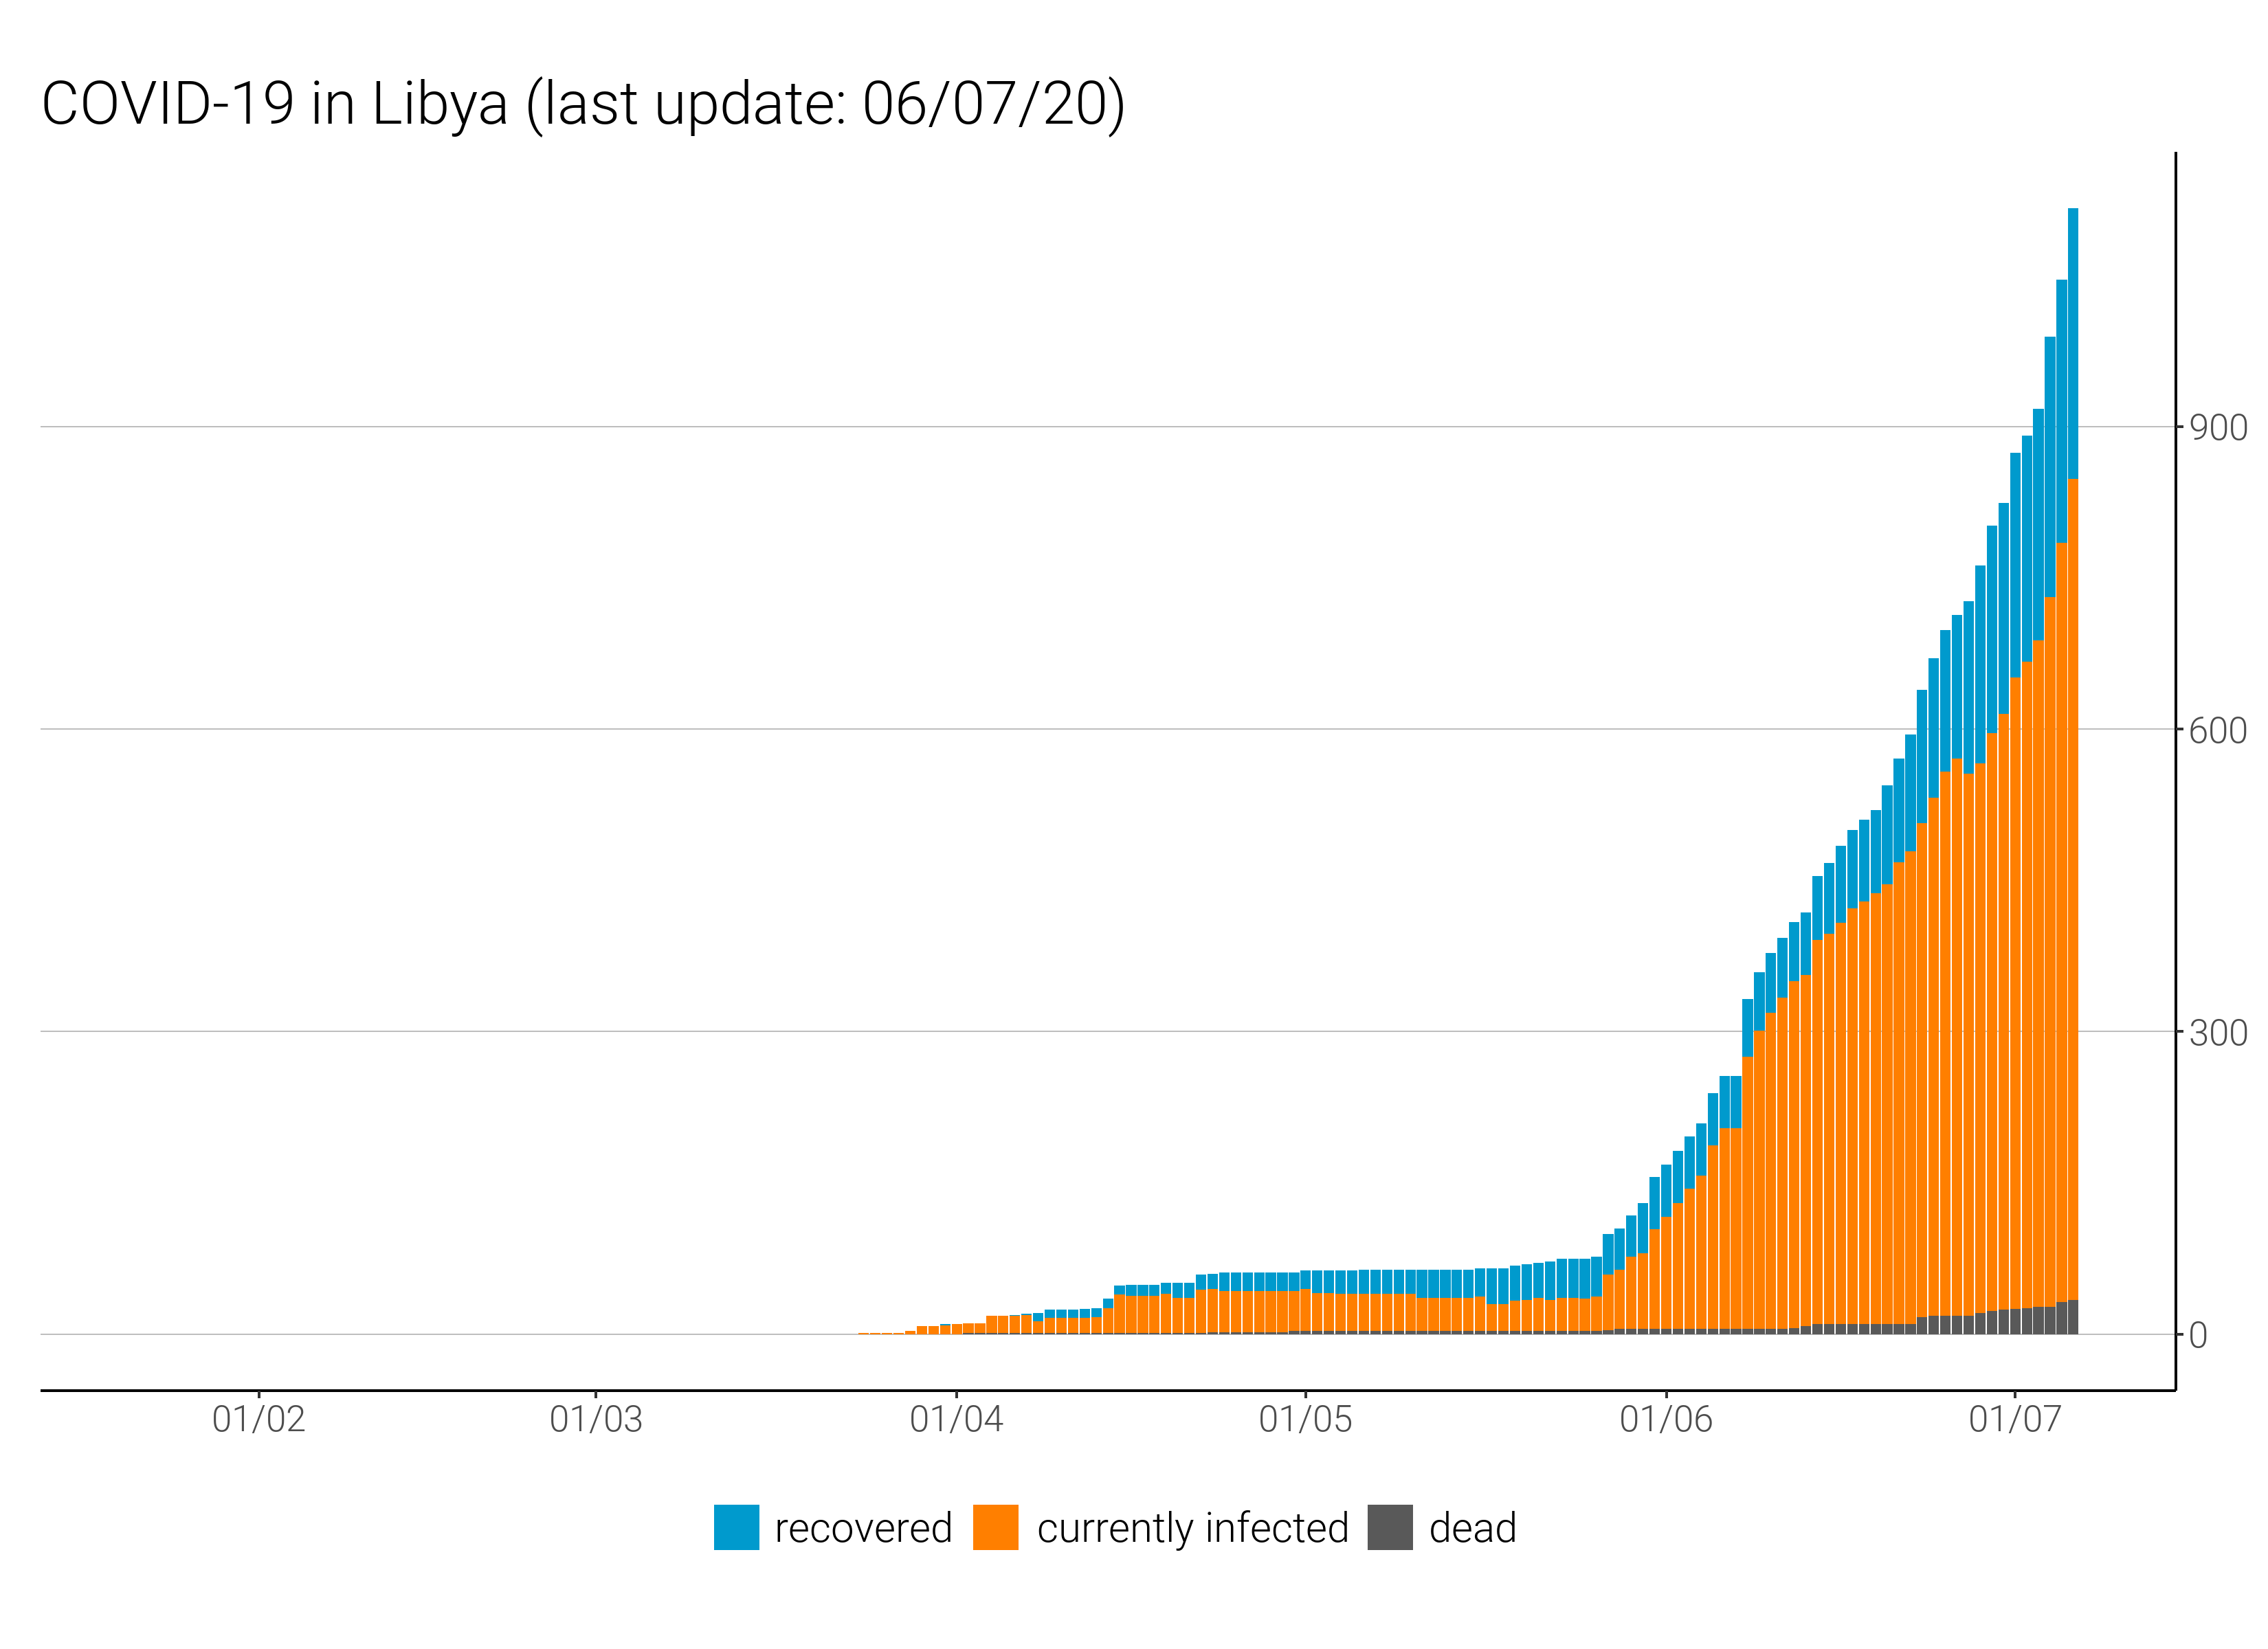 COVID-19 in Libya (last update: 06/07/20)
900
600
300
0
01/02 01/03 01/04 01/05 01/06 01/07
recovered currently infected dead